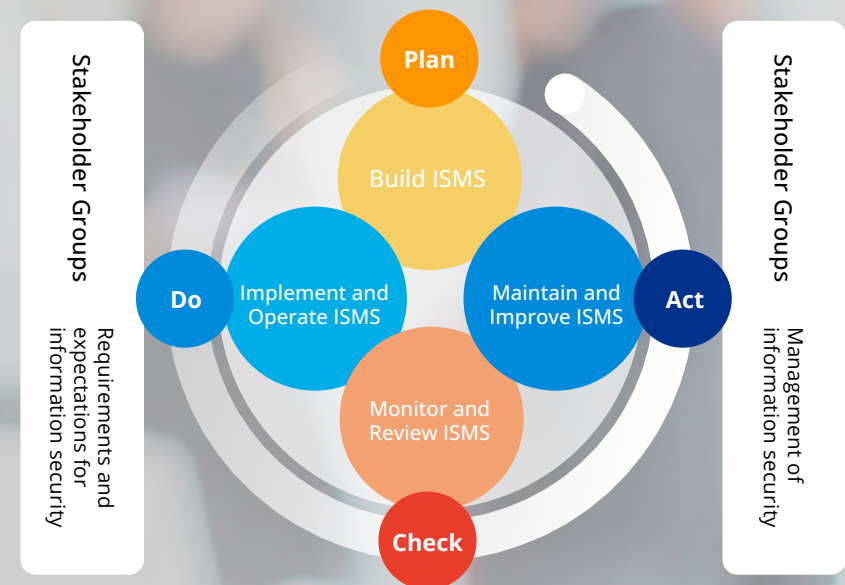 Plan
Build ISMS
Do
Implement and
Operate ISMS
Maintain and
Improve ISMS
Act
Monitor and
Review ISMS
Check
Stakeholder Groups
Requirements and
expectations for
information security
Stakeholder Groups
Management of
information security